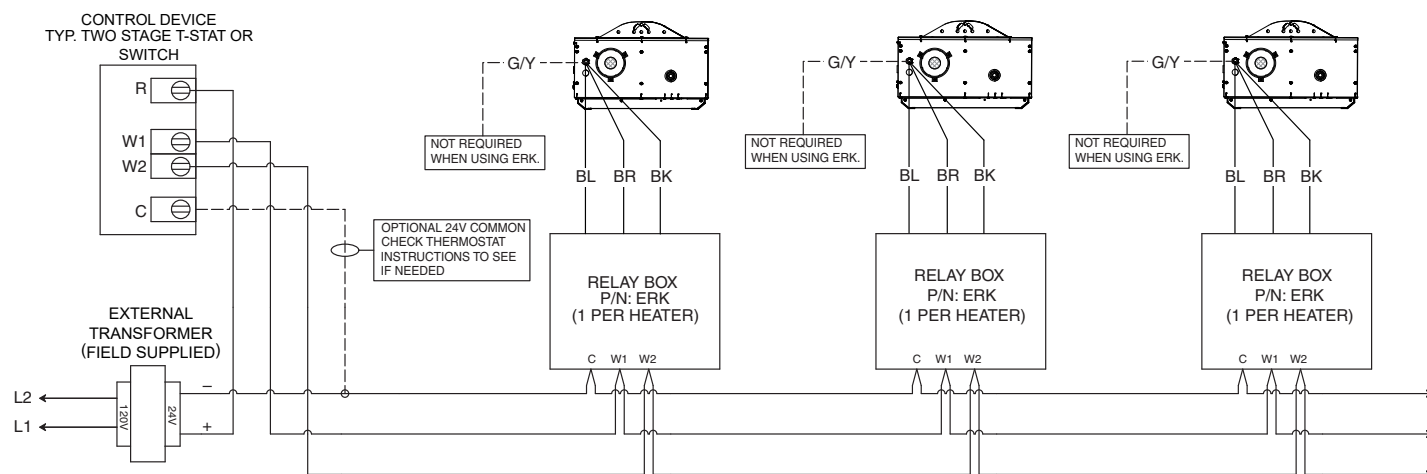 CONTROL DEVICE
TYP. TWO STAGE T-STAT OR
SWITCH
R
W1
W2
C
OPTIONAL 24V COMMON
CHECK THERMOSTAT
INSTRUCTIONS TO SEE
IF NEEDED
EXTERNAL
TRANSFORMER
(FIELD SUPPLIED)
L2
L1
120V
24V
–
+
G/Y
NOT REQUIRED
WHEN USING ERK.
BL BR BK
RELAY BOX
P/N: ERK
(1 PER HEATER)
C W1 W2
G/Y
NOT REQUIRED
WHEN USING ERK.
BL BR BK
RELAY BOX
P/N: ERK
(1 PER HEATER)
C W1 W2
G/Y
NOT REQUIRED
WHEN USING ERK.
BL BR BK
RELAY BOX
P/N: ERK
(1 PER HEATER)
C W1 W2